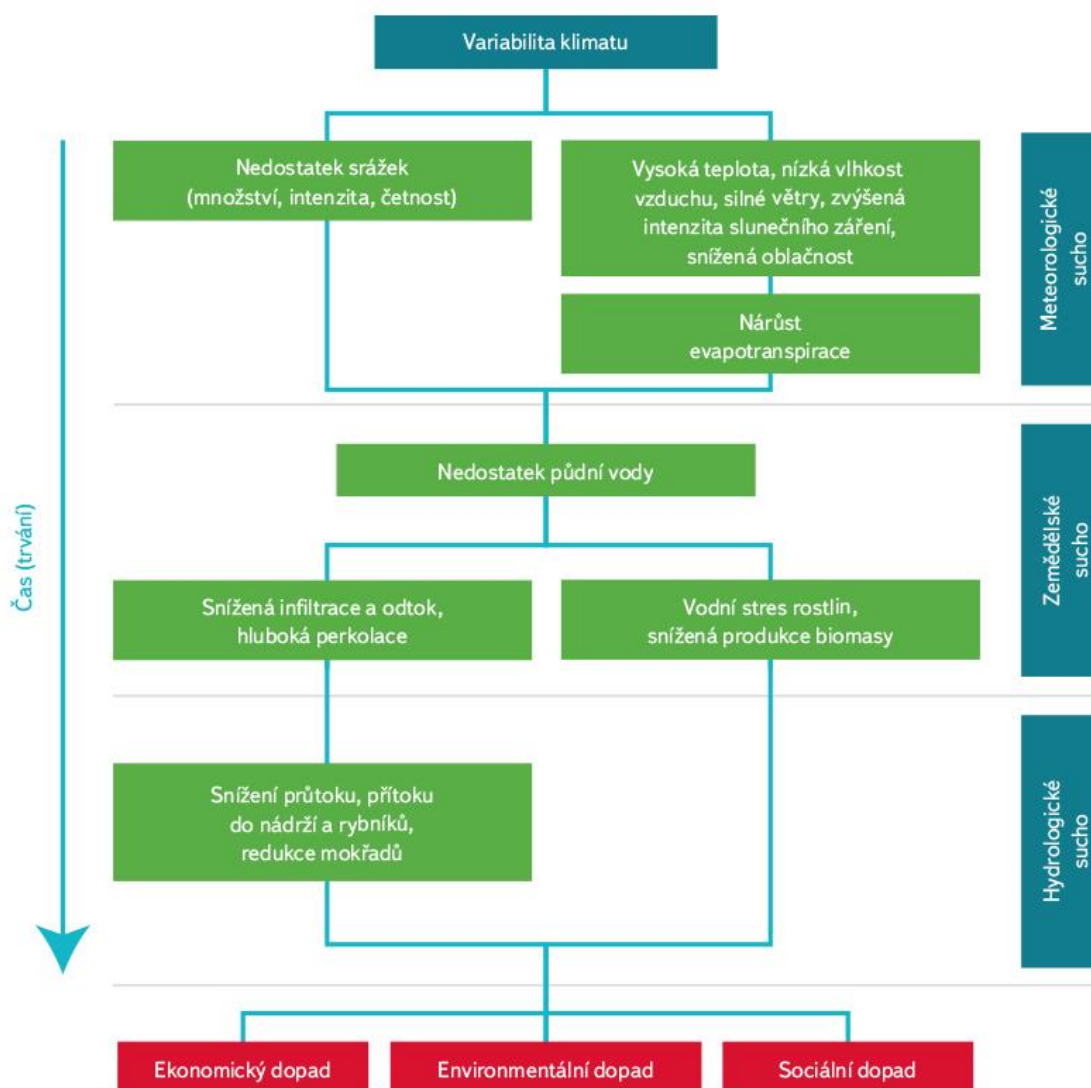 Variabilita klimatu
Nedostatek srážek
(množství, intenzita, četnost)
Vysoká teplota, nízká vlhkost
vzduchu, silné větry, zvýšená
intenzita slunečního záření,
snížená oblačnost
Nárůst
evapotranspirace
Meteorologické
sucho
Čas (trvání)
Nedostatek půdní vody
Snížená infiltrace a odtok,
hluboká perkolace
Vodní stres rostlin,
snížená produkce biomasy
Zemědělské
sucho
Snížení průtoku, přítoku
do nádrží a rybníků,
redukce mokřadů
Hydrologické
sucho
Ekonomický dopad
Environmentální dopad
Sociální dopad